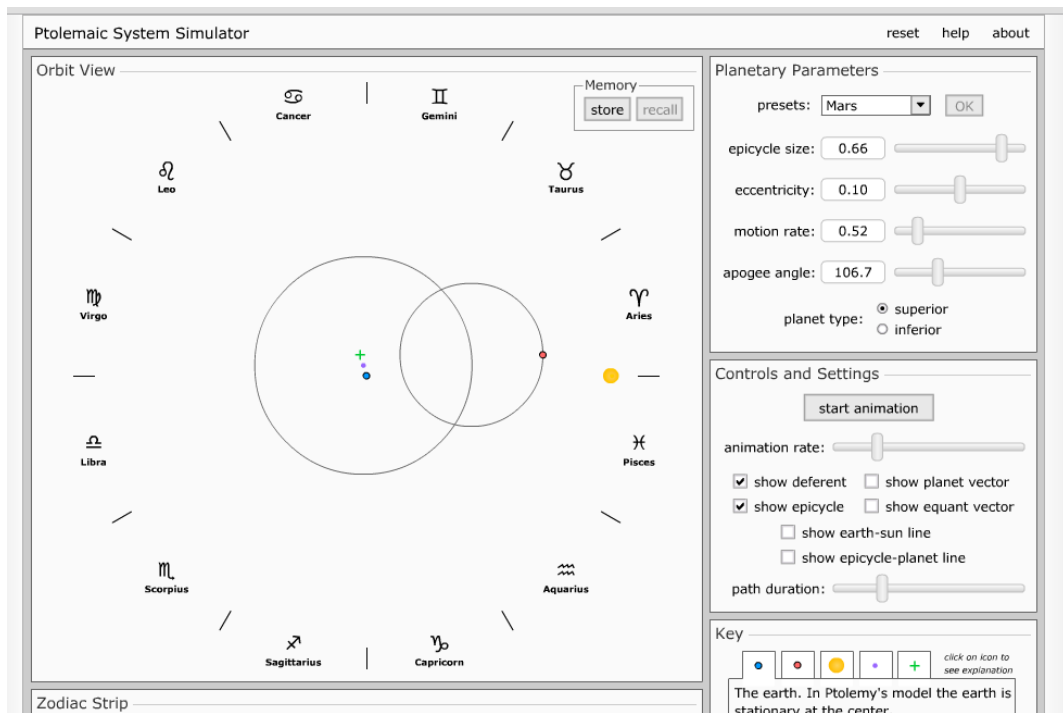 Ptolemaic System Simulator
reset help about
Orbit View
Memory
store recall
Cancer
Gemini
Leo
Taurus
Virgo
Aries
Libra
Pisces
Scorpius
Aquarius
Sagittarius
Capricorn
Zodiac Strip
Planetary Parameters
presets: Mars OK
epicycle size: 0.66
eccentricity: 0.10
motion rate: 0.52
apogee angle: 106.7
planet type: superior
inferior
Controls and Settings
start animation
animation rate:
show deferent show planet vector
show epicycle show equant vector
show earth-sun line
show epicycle-planet line
path duration:
Key
click on icon to
see explanation
The earth. In Ptolemy's model the earth is
stationary at the center